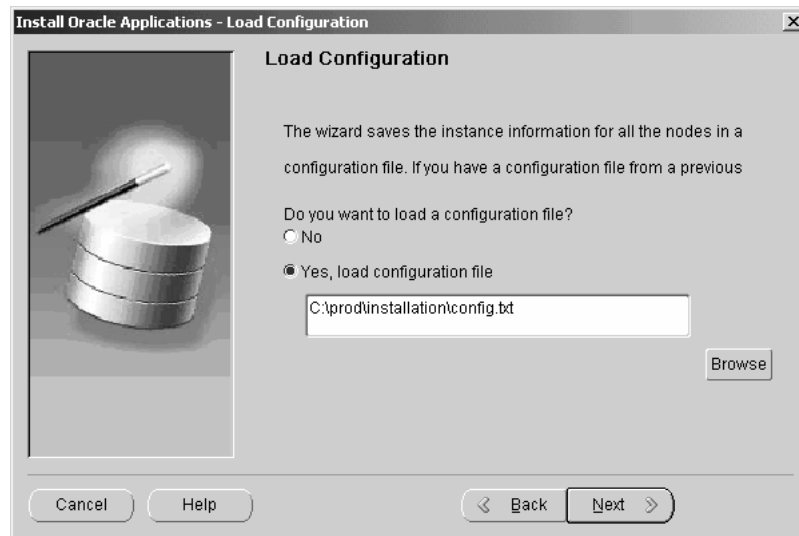 Install Oracle Applications - Load Configuration
Load Configuration
The wizard saves the instance information for all the nodes in a
configuration file. If you have a configuration file from a previous
Do you want to load a configuration file?
No
Yes, load configuration file
C:\prod\installation\config.txt
Browse
Cancel Help Back Next